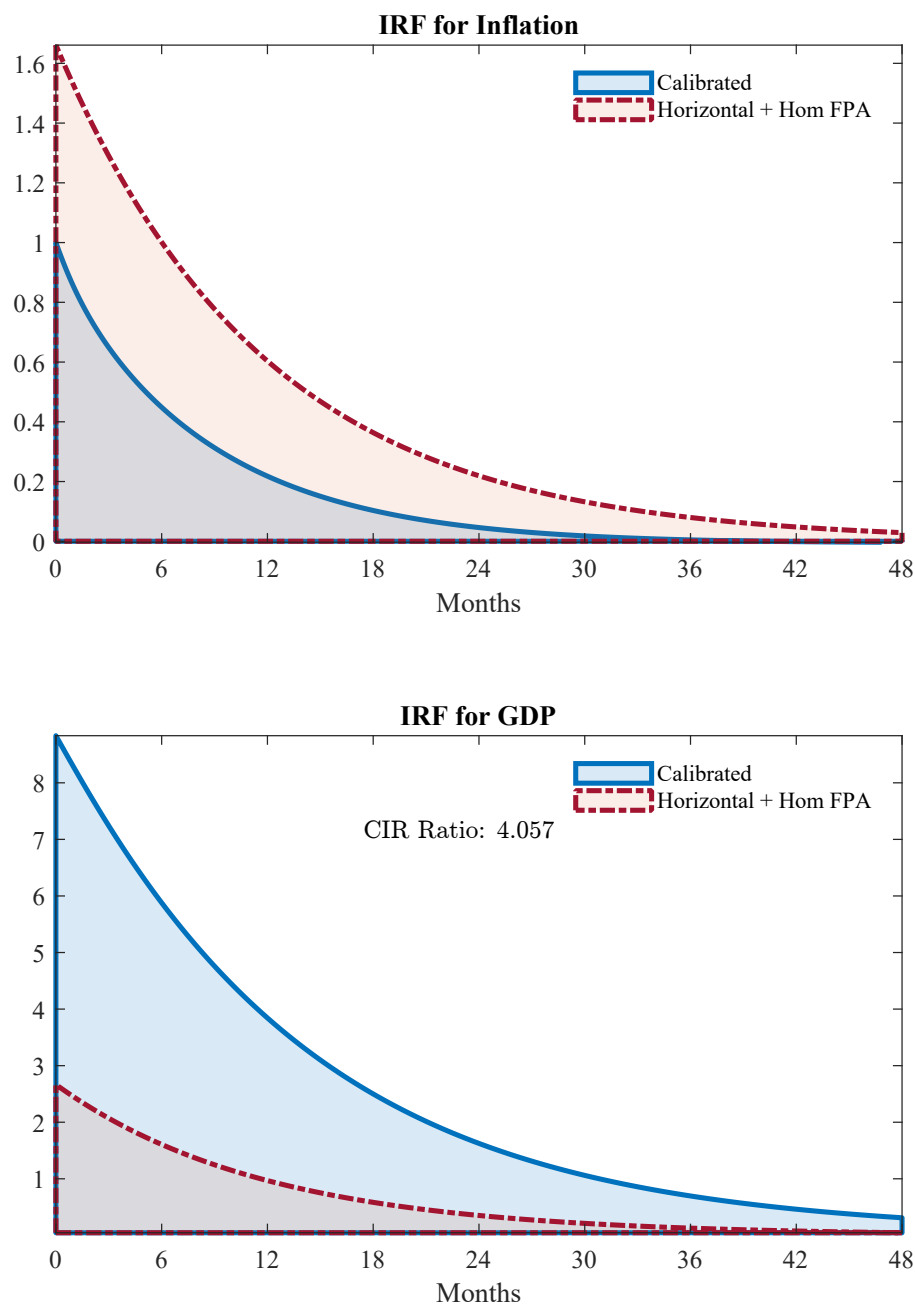 IRF for Inflation
Calibrated
Horizontal + Hom FPA
1.6
1.4
1.2
1
0.8
0.6
0.4
0.2
0
0 6 12 18 24 30 36 42 48
Months
IRF for GDP
Calibrated
Horizontal + Hom FPA
CIR Ratio: 4.057
8
7
6
5
4
3
2
1
0 6 12 18 24 30 36 42 48
Months